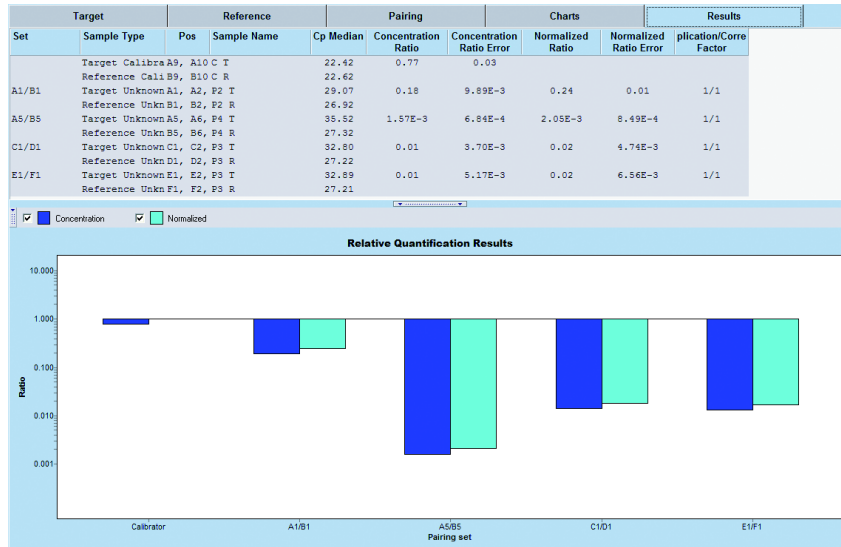 Target Reference Pairing Charts Results
Set Sample Type Pos Sample Name Cp Median Concentration Ratio Concentration Ratio Error Normalized Ratio Normalized Ratio Error plication/Corre Factor
Target Calibra A9, A10 C T 22.42 0.77 0.03
Reference Cali B9, B10 C R 22.62
A1/B1 Target Unknown A1, A2, P2 T 29.07 0.18 9.89E-3 0.24 0.01 1/1
Reference Unkn B1, B2, P2 R 26.92
A5/B5 Target Unknown A5, A6, P4 T 35.52 1.57E-3 6.84E-4 2.05E-3 8.49E-4 1/1
Reference Unkn B5, B6, P4 R 27.32
C1/D1 Target Unknown C1, C2, P3 T 32.80 0.01 3.70E-3 0.02 4.74E-3 1/1
Reference Unkn D1, D2, P3 R 27.22
E1/F1 Target Unknown E1, E2, P3 T 32.89 0.01 5.17E-3 0.02 6.56E-3 1/1
Reference Unkn F1, F2, P3 R 27.21
Concentration Normalized
Relative Quantification Results
10.000
1.000
0.100
0.010
0.001
Ratio
Calibrator A1/B1 A5/B5 C1/D1 E1/F1
Pairing set